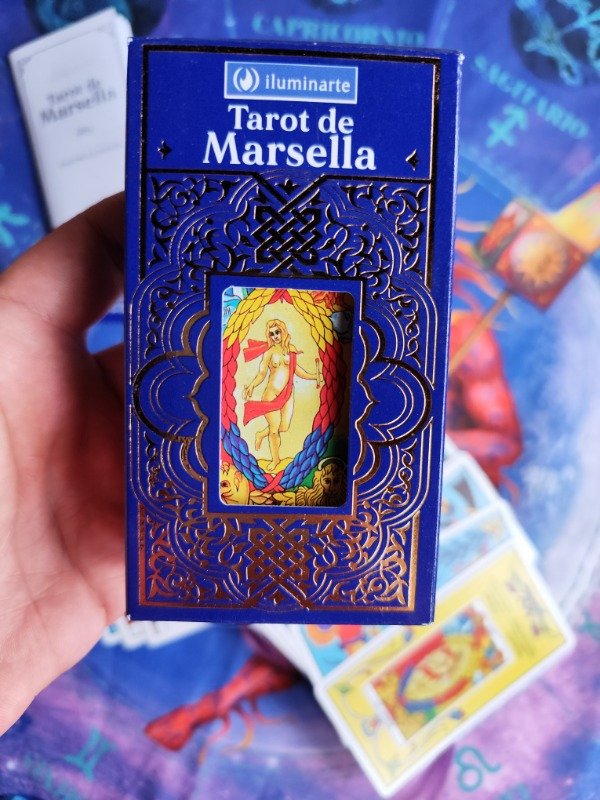 CAPRICORNIO
SAGITARIO
Tarot de
Marsella
iluminarte
Tarot de
Marsella